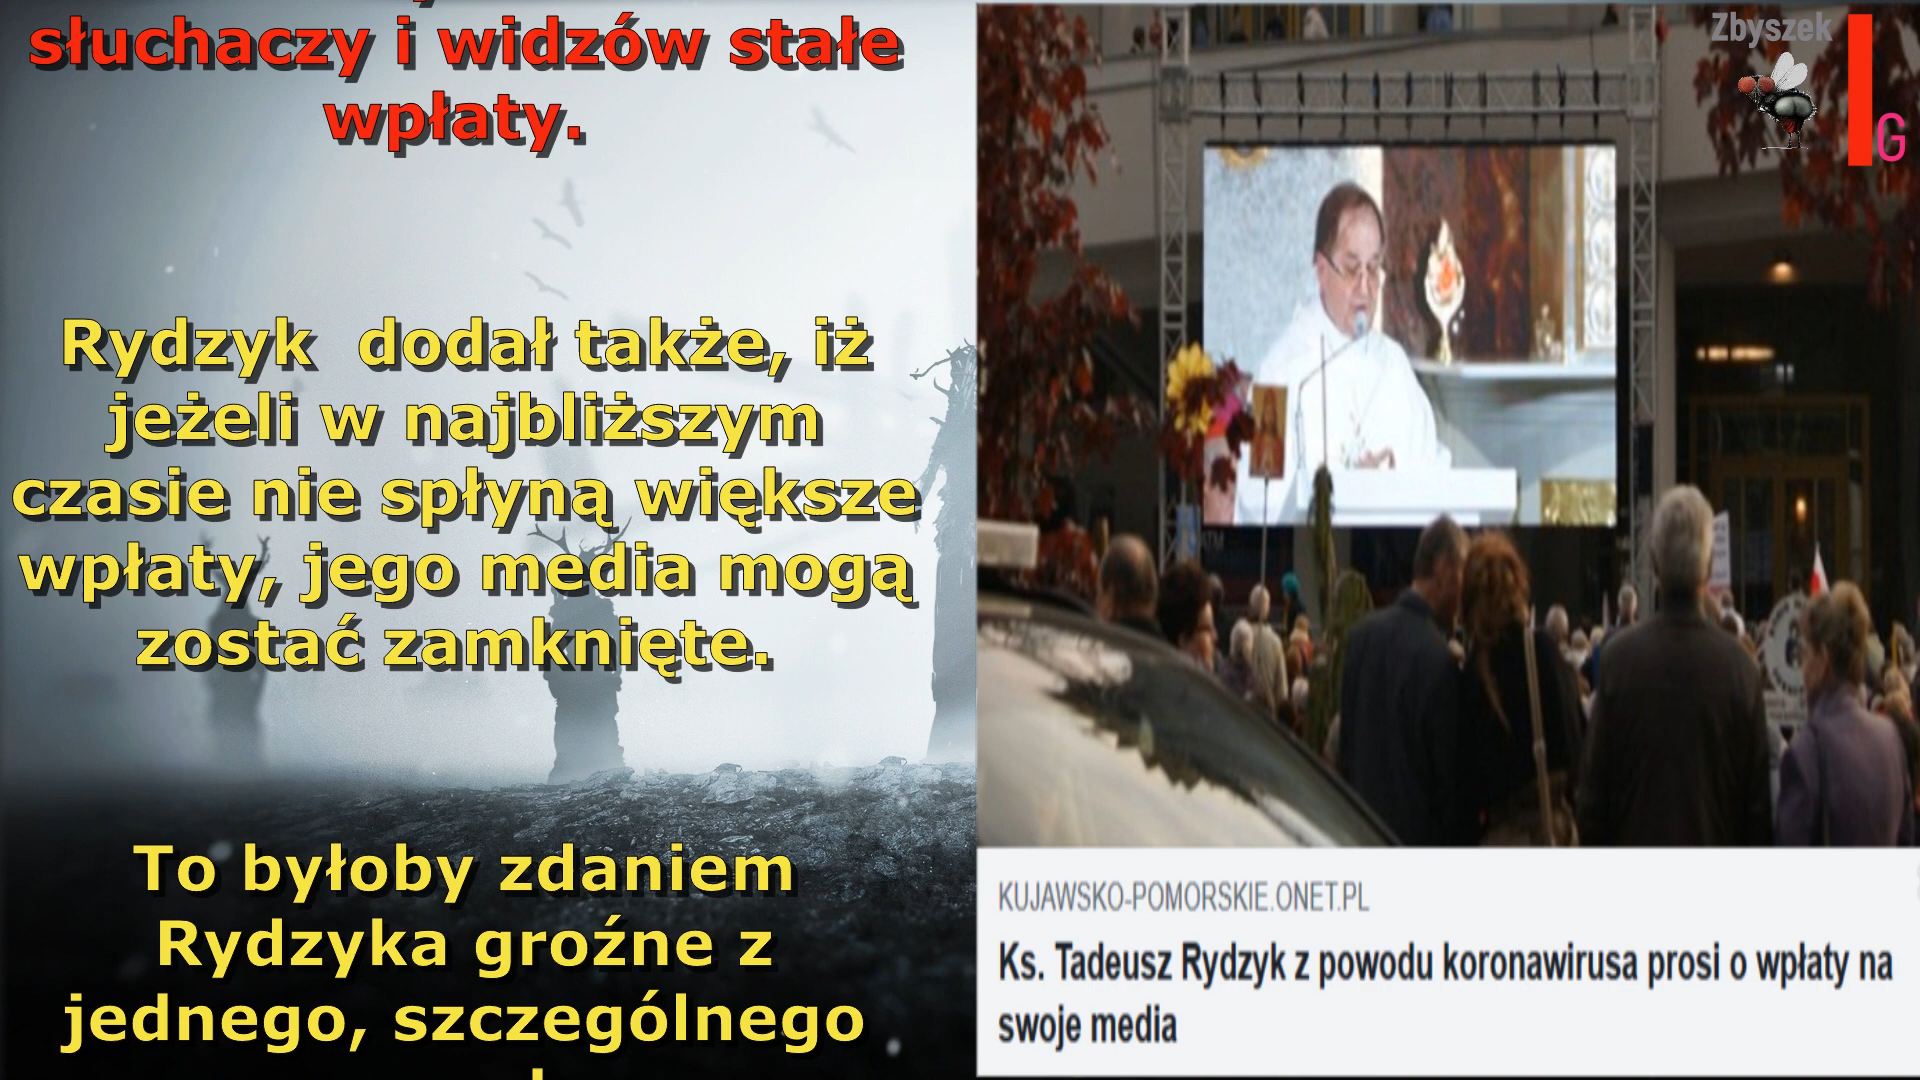 słuchaczy i widzów stałe
wpłaty.
Rydzyk dodał także, iż
jeżeli w najbliższym
czasie nie spłyną większe
wpłaty, jego media mogą
zostać zamknięte.
To byłoby zdaniem
Rydzyka groźne z
jednego, szczególnego
Zbyszek
G
KUJAWSKO-POMORSKIE.ONET.PL
Ks. Tadeusz Rydzyk z powodu koronawirusa prosi o wpłaty na
swoje media